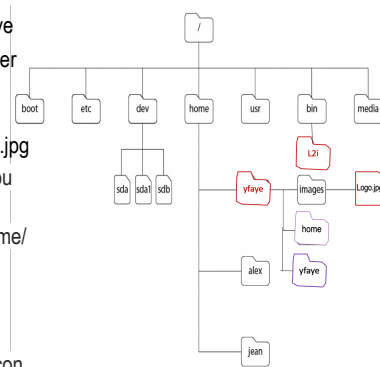 /
boot etc dev home usr bin media
L2i
sda sda1 sdb
yfaye images Logo.jpg
home
alex yfaye
jean
ve
er
.jpg
ou
me/
con